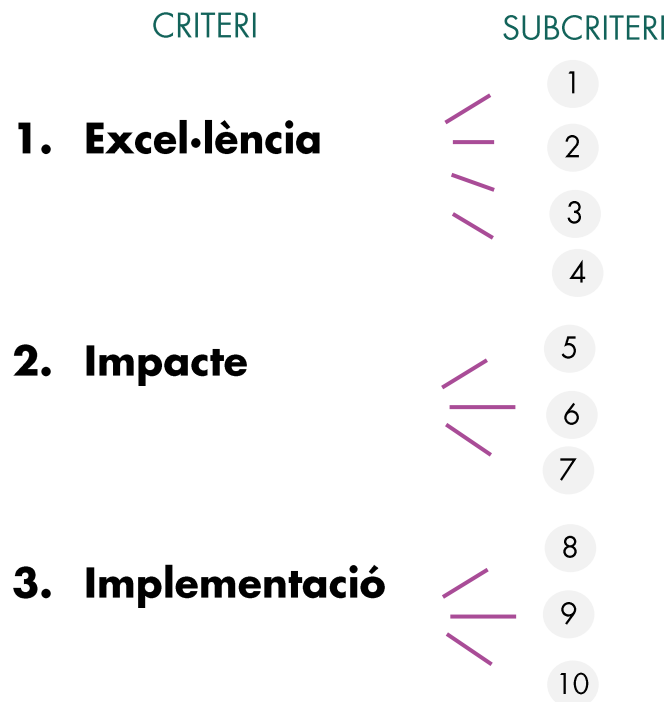 CRITERI SUBCRITERI
1
1. Excel·lència
2
3
4
2. Impacte
5
6
7
8
3. Implementació
9
10